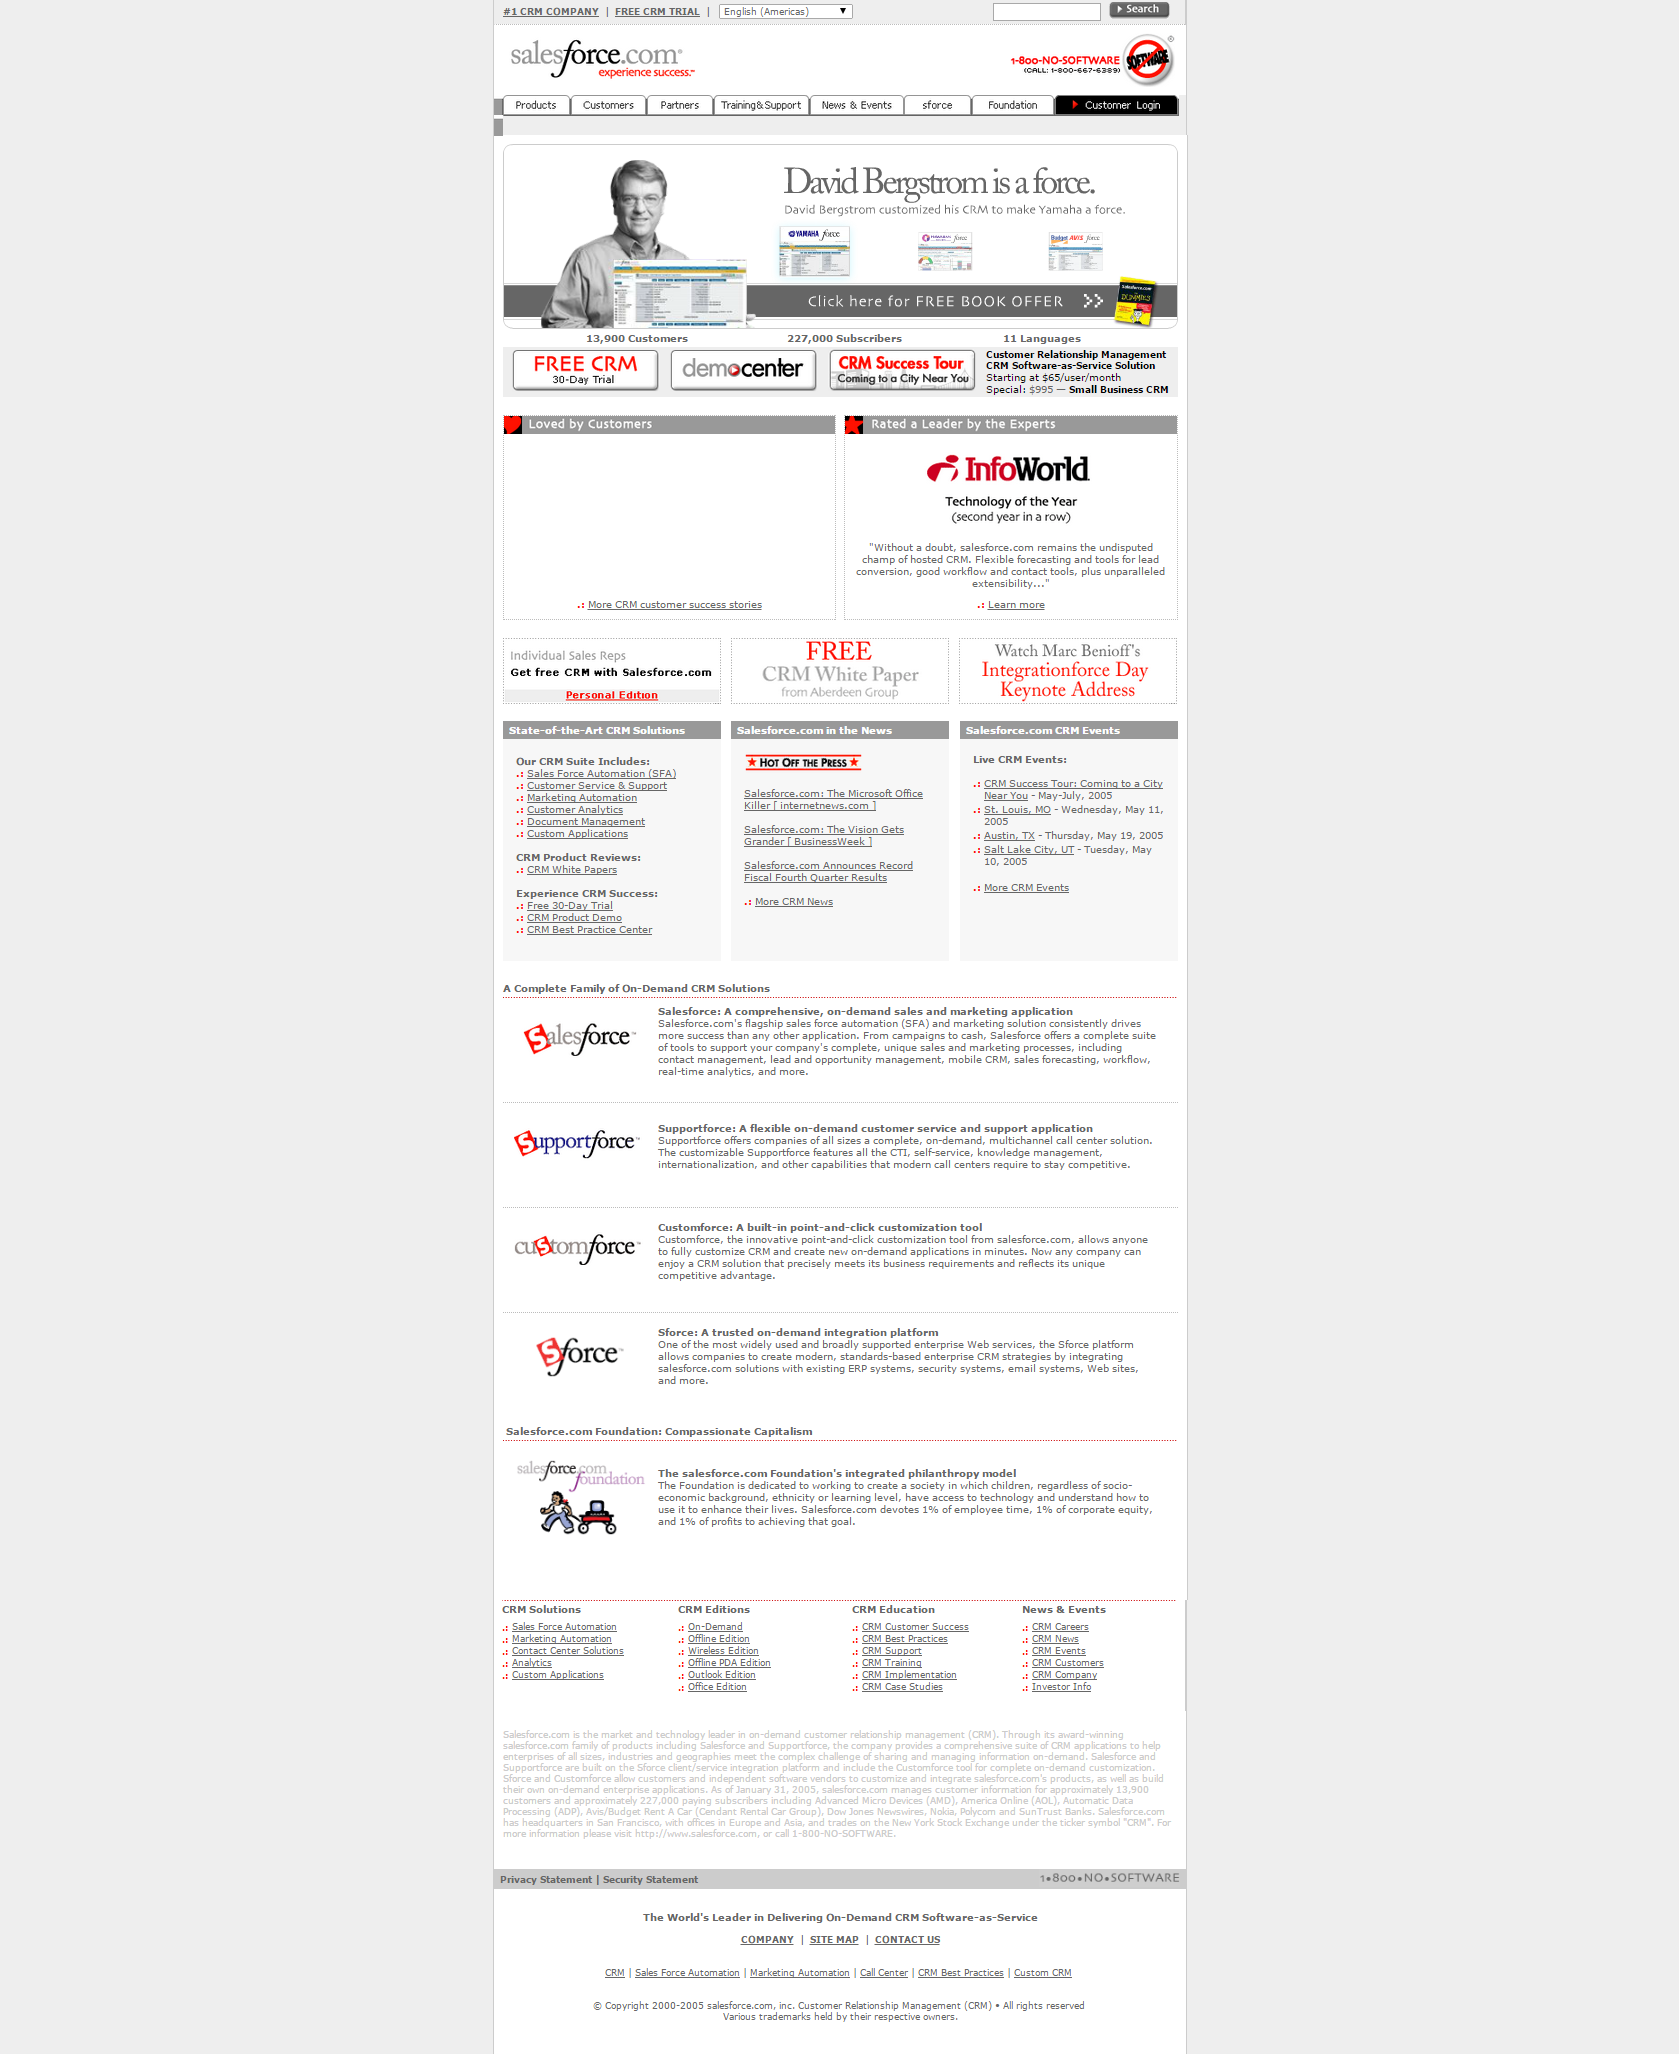 #1 CRM COMPANY | FREE CRM TRIAL | English (Americas) Search
salesforce.com®
experience success.™
1-800-NO-SOFTWARE
(CALL: 1-800-667-6389)
SOFTWARE ®
Products Customers Partners Training&Support News & Events sforce Foundation Customer Login
David Bergstrom is a force.
David Bergstrom customized his CRM to make Yamaha a force.
YAMAHA force
force
Budget AVIS force
Click here for FREE BOOK OFFER
Salesforce.com
DUMMIES
13,900 Customers 227,000 Subscribers 11 Languages
FREE CRM
30-Day Trial
democenter
CRM Success Tour
Coming to a City Near You
Customer Relationship Management
CRM Software-as-Service Solution
Starting at $65/user/month
Special: $995 — Small Business CRM
Loved by Customers
.: More CRM customer success stories
Rated a Leader by the Experts
InfoWorld
Technology of the Year
(second year in a row)
"Without a doubt, salesforce.com remains the undisputed
champ of hosted CRM. Flexible forecasting and tools for lead
conversion, good workflow and contact tools, plus unparalleled
extensibility..."
.: Learn more
Individual Sales Reps
Get free CRM with Salesforce.com
Personal Edition
FREE
CRM White Paper
from Aberdeen Group
Watch Marc Benioff's
Integrationforce Day
Keynote Address
State-of-the-Art CRM Solutions
Our CRM Suite Includes:
.: Sales Force Automation (SFA)
.: Customer Service & Support
.: Marketing Automation
.: Customer Analytics
.: Document Management
.: Custom Applications
CRM Product Reviews:
.: CRM White Papers
Experience CRM Success:
.: Free 30-Day Trial
.: CRM Product Demo
.: CRM Best Practice Center
Salesforce.com in the News
HOT OFF THE PRESS
Salesforce.com: The Microsoft Office
Killer [ internetnews.com ]
Salesforce.com: The Vision Gets
Grander [ BusinessWeek ]
Salesforce.com Announces Record
Fiscal Fourth Quarter Results
.: More CRM News
Salesforce.com CRM Events
Live CRM Events:
.: CRM Success Tour: Coming to a City
Near You - May-July, 2005
.: St. Louis, MO - Wednesday, May 11,
2005
.: Austin, TX - Thursday, May 19, 2005
.: Salt Lake City, UT - Tuesday, May
10, 2005
.: More CRM Events
A Complete Family of On-Demand CRM Solutions
Salesforce™
Salesforce: A comprehensive, on-demand sales and marketing application
Salesforce.com's flagship sales force automation (SFA) and marketing solution consistently drives
more success than any other application. From campaigns to cash, Salesforce offers a complete suite
of tools to support your company's complete, unique sales and marketing processes, including
contact management, lead and opportunity management, mobile CRM, sales forecasting, workflow,
real-time analytics, and more.
Supportforce™
Supportforce: A flexible on-demand customer service and support application
Supportforce offers companies of all sizes a complete, on-demand, multichannel call center solution.
The customizable Supportforce features all the CTI, self-service, knowledge management,
internationalization, and other capabilities that modern call centers require to stay competitive.
cuStomforce™
Customforce: A built-in point-and-click customization tool
Customforce, the innovative point-and-click customization tool from salesforce.com, allows anyone
to fully customize CRM and create new on-demand applications in minutes. Now any company can
enjoy a CRM solution that precisely meets its business requirements and reflects its unique
competitive advantage.
Sforce™
Sforce: A trusted on-demand integration platform
One of the most widely used and broadly supported enterprise Web services, the Sforce platform
allows companies to create modern, standards-based enterprise CRM strategies by integrating
salesforce.com solutions with existing ERP systems, security systems, email systems, Web sites,
and more.
Salesforce.com Foundation: Compassionate Capitalism
salesforce.com
foundation
The salesforce.com Foundation's integrated philanthropy model
The Foundation is dedicated to working to create a society in which children, regardless of socio-
economic background, ethnicity or learning level, have access to technology and understand how to
use it to enhance their lives. Salesforce.com devotes 1% of employee time, 1% of corporate equity,
and 1% of profits to achieving that goal.
CRM Solutions
.: Sales Force Automation
.: Marketing Automation
.: Contact Center Solutions
.: Analytics
.: Custom Applications
CRM Editions
.: On-Demand
.: Offline Edition
.: Wireless Edition
.: Offline PDA Edition
.: Outlook Edition
.: Office Edition
CRM Education
.: CRM Customer Success
.: CRM Best Practices
.: CRM Support
.: CRM Training
.: CRM Implementation
.: CRM Case Studies
News & Events
.: CRM Careers
.: CRM News
.: CRM Events
.: CRM Customers
.: CRM Company
.: Investor Info
Salesforce.com is the market and technology leader in on-demand customer relationship management (CRM). Through its award-winning
salesforce.com family of products including Salesforce and Supportforce, the company provides a comprehensive suite of CRM applications to help
enterprises of all sizes, industries and geographies meet the complex challenge of sharing and managing information on-demand. Salesforce and
Supportforce are built on the Sforce client/service integration platform and include the Customforce tool for complete on-demand customization.
Sforce and Customforce allow customers and independent software vendors to customize and integrate salesforce.com's products, as well as build
their own on-demand enterprise applications. As of January 31, 2005, salesforce.com manages customer information for approximately 13,900
customers and approximately 227,000 paying subscribers including Advanced Micro Devices (AMD), America Online (AOL), Automatic Data
Processing (ADP), Avis/Budget Rent A Car (Cendant Rental Car Group), Dow Jones Newswires, Nokia, Polycom and SunTrust Banks. Salesforce.com
has headquarters in San Francisco, with offices in Europe and Asia, and trades on the New York Stock Exchange under the ticker symbol "CRM". For
more information please visit http://www.salesforce.com, or call 1-800-NO-SOFTWARE.
Privacy Statement | Security Statement 1•800•NO•SOFTWARE
The World's Leader in Delivering On-Demand CRM Software-as-Service
COMPANY | SITE MAP | CONTACT US
CRM | Sales Force Automation | Marketing Automation | Call Center | CRM Best Practices | Custom CRM
© Copyright 2000-2005 salesforce.com, inc. Customer Relationship Management (CRM) • All rights reserved
Various trademarks held by their respective owners.